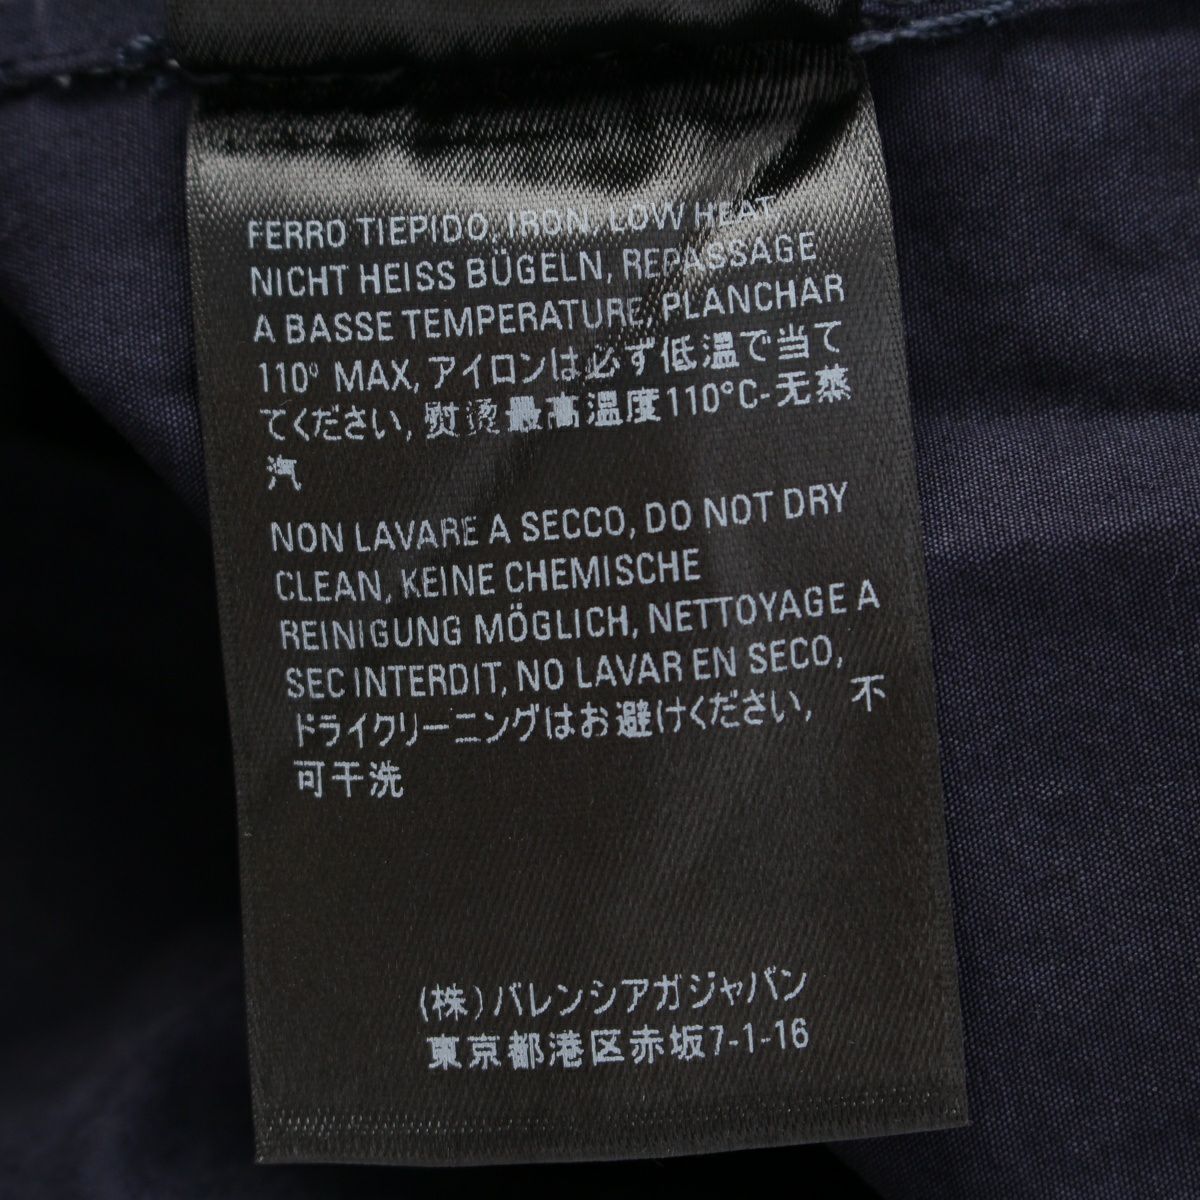 FERRO TIEPIDO, IRON LOW HEAT,
NICHT HEISS BÜGELN, REPASSAGE
A BASSE TEMPERATURE, PLANCHAR
110° MAX, アイロンは必ず低温で当て
てください, 熨烫最高温度110°C-无蒸
汽
NON LAVARE A SECCO, DO NOT DRY
CLEAN, KEINE CHEMISCHE
REINIGUNG MÖGLICH, NETTOYAGE A
SEC INTERDIT, NO LAVAR EN SECO,
ドライクリーニングはお避けください, 不
可干洗
(株)バレンシアガジャパン
東京都港区赤坂7-1-16